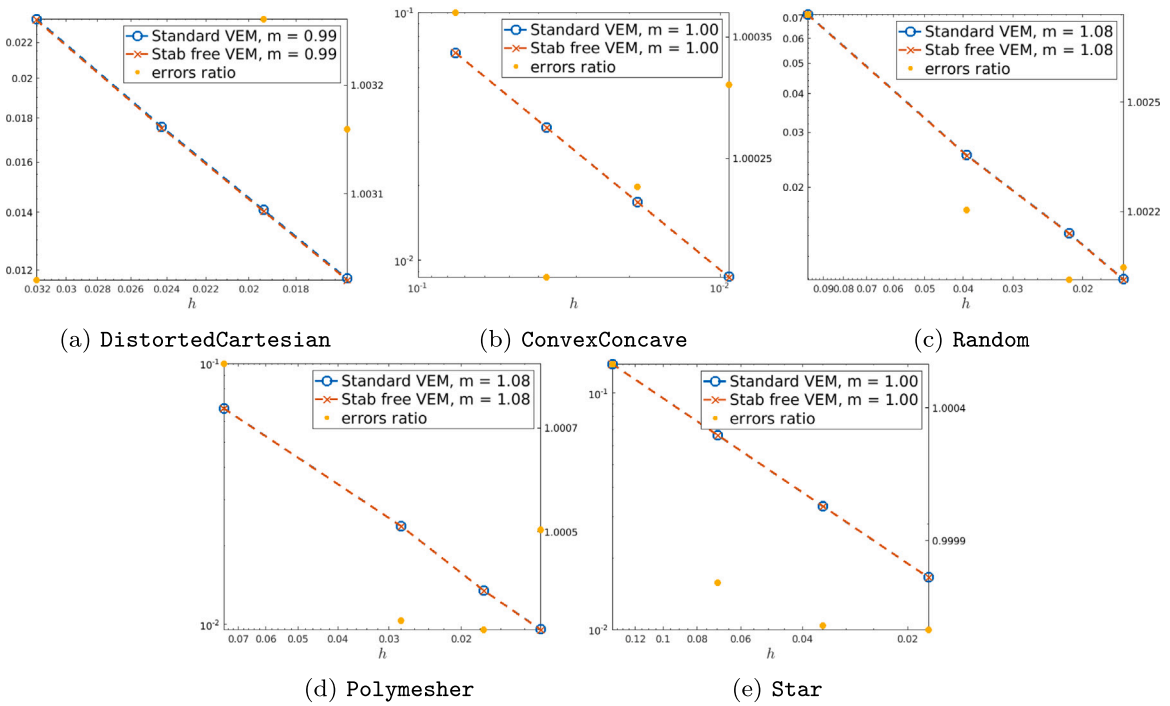 Standard VEM, m = 0.99
Stab free VEM, m = 0.99
errors ratio
0.022
0.02
0.018
0.016
0.014
0.012
1.0032
1.0031
0.032 0.03 0.028 0.026 0.024 0.022 0.02 0.018
h
(a) DistortedCartesian
Standard VEM, m = 1.00
Stab free VEM, m = 1.00
errors ratio
10-1
10-2
1.00035
1.00025
10-1 10-2
h
(b) ConvexConcave
Standard VEM, m = 1.08
Stab free VEM, m = 1.08
errors ratio
0.07
0.06
0.05
0.04
0.03
0.02
1.0025
1.0022
0.09 0.08 0.07 0.06 0.05 0.04 0.03 0.02
h
(c) Random
Standard VEM, m = 1.08
Stab free VEM, m = 1.08
errors ratio
10-1
10-2
1.0007
1.0005
0.07 0.06 0.05 0.04 0.03 0.02
h
(d) Polymesher
Standard VEM, m = 1.00
Stab free VEM, m = 1.00
errors ratio
10-1
10-2
1.0004
0.9999
0.12 0.1 0.08 0.06 0.04 0.02
h
(e) Star